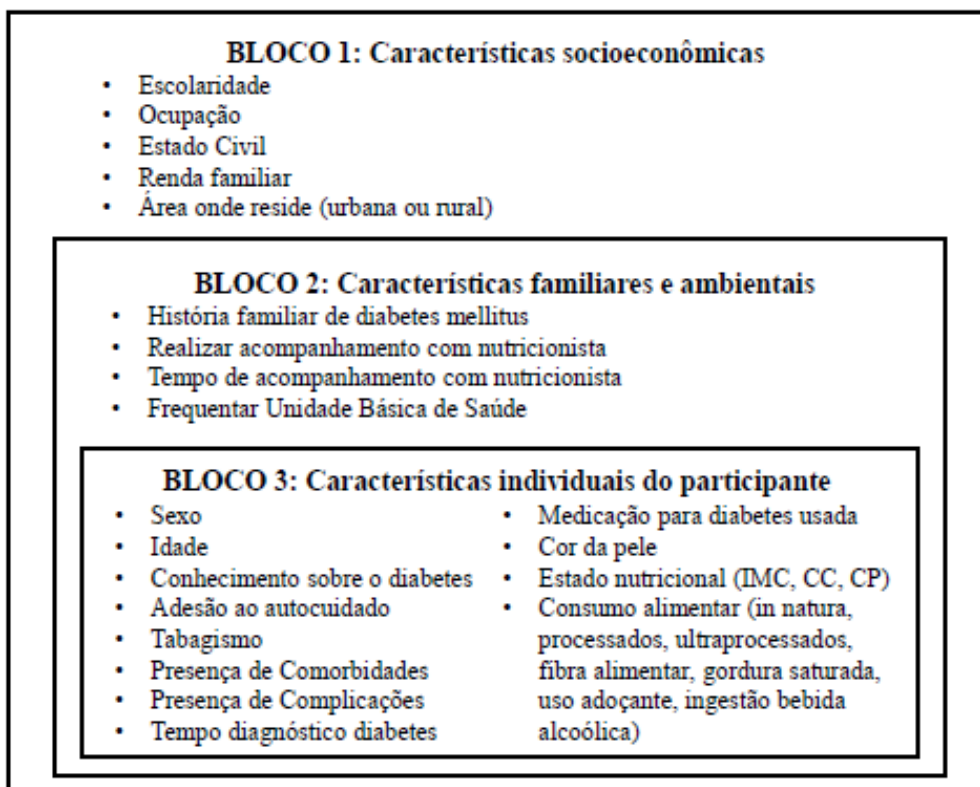 BLOCO 1: Características socioeconômicas
• Escolaridade
• Ocupação
• Estado Civil
• Renda familiar
• Área onde reside (urbana ou rural)
BLOCO 2: Características familiares e ambientais
• História familiar de diabetes mellitus
• Realizar acompanhamento com nutricionista
• Tempo de acompanhamento com nutricionista
• Frequentar Unidade Básica de Saúde
BLOCO 3: Características individuais do participante
• Sexo
• Idade
• Conhecimento sobre o diabetes
• Adesão ao autocuidado
• Tabagismo
• Presença de Comorbidades
• Presença de Complicações
• Tempo diagnóstico diabetes
• Medicação para diabetes usada
• Cor da pele
• Estado nutricional (IMC, CC, CP)
• Consumo alimentar (in natura,
processados, ultraprocessados,
fibra alimentar, gordura saturada,
uso adoçante, ingestão bebida
alcoólica)